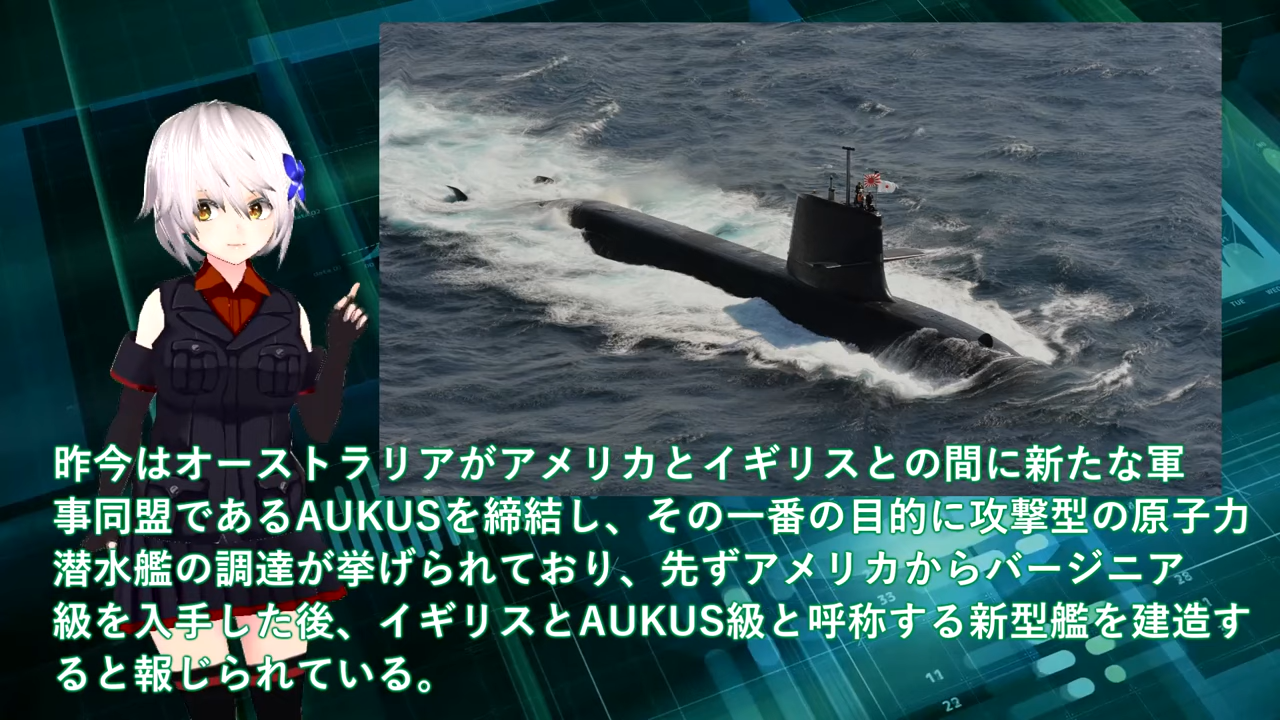 昨今はオーストラリアがアメリカとイギリスとの間に新たな軍
事同盟であるAUKUSを締結し、その一番の目的に攻撃型の原子力
潜水艦の調達が挙げられており、先ずアメリカからバージニア
級を入手した後、イギリスとAUKUS級と呼称する新型艦を建造す
ると報じられている。
TUE
33
28
11
22